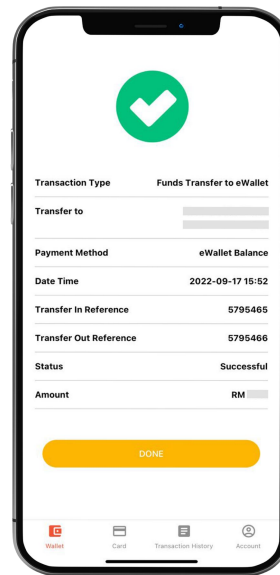 Transaction Type Funds Transfer to eWallet
Transfer to
Payment Method eWallet Balance
Date Time 2022-09-17 15:52
Transfer In Reference 5795465
Transfer Out Reference 5795466
Status Successful
Amount RM
DONE
Wallet Card Transaction History Account